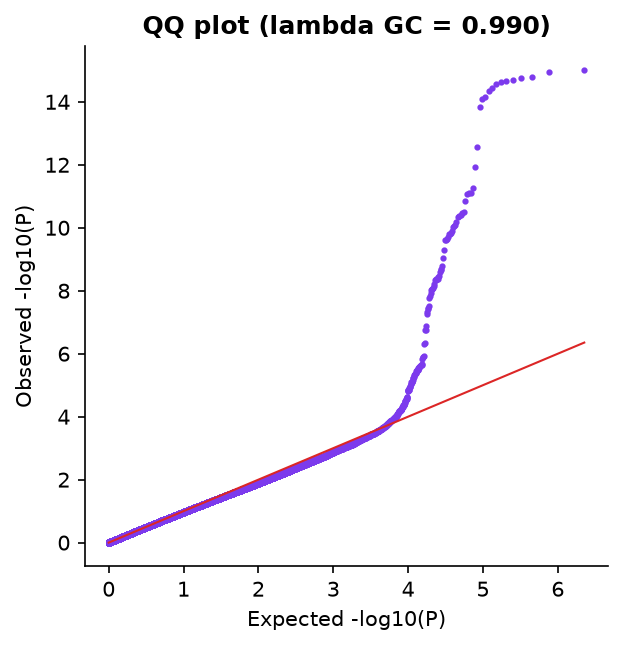 QQ plot (lambda GC = 0.990)
Observed -log10(P)
14
12
10
8
6
4
2
0
0 1 2 3 4 5 6
Expected -log10(P)